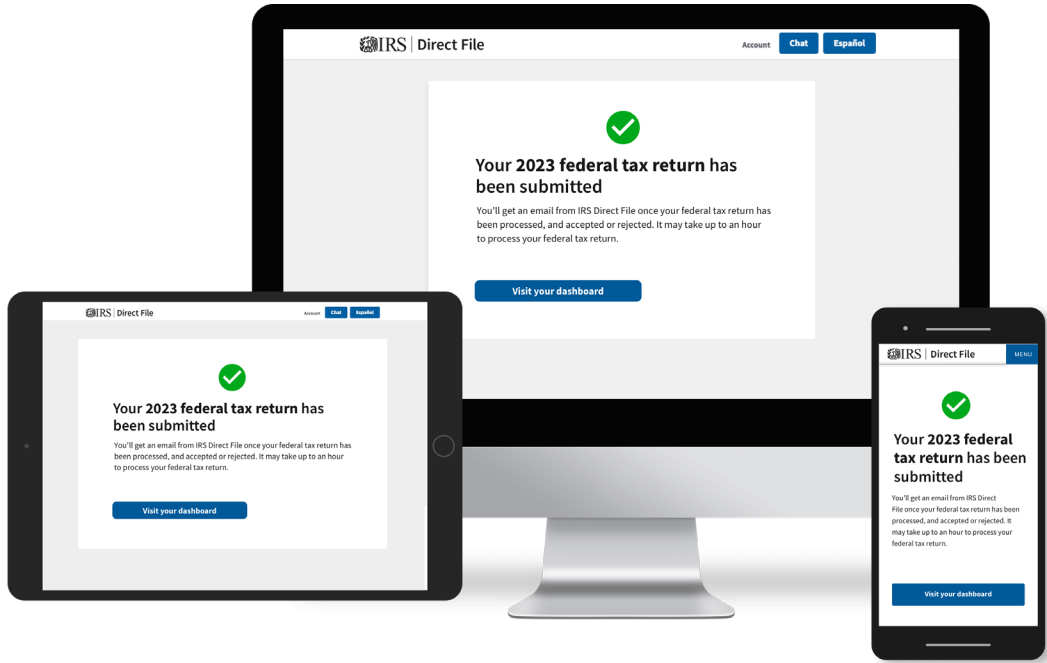 IRS | Direct File
Account
Chat
Español
Your 2023 federal tax return has
been submitted
You'll get an email from IRS Direct File once your federal tax return has
been processed, and accepted or rejected. It may take up to an hour
to process your federal tax return.
Visit your dashboard
IRS | Direct File
Account
Chat
Español
Your 2023 federal tax return has
been submitted
You'll get an email from IRS Direct File once your federal tax return has
been processed, and accepted or rejected. It may take up to an hour
to process your federal tax return.
Visit your dashboard
IRS | Direct File
MENU
Your 2023 federal
tax return has been
submitted
You'll get an email from IRS Direct
File once your federal tax return has been
processed, and accepted or rejected. It
may take up to an hour to process your
federal tax return.
Visit your dashboard